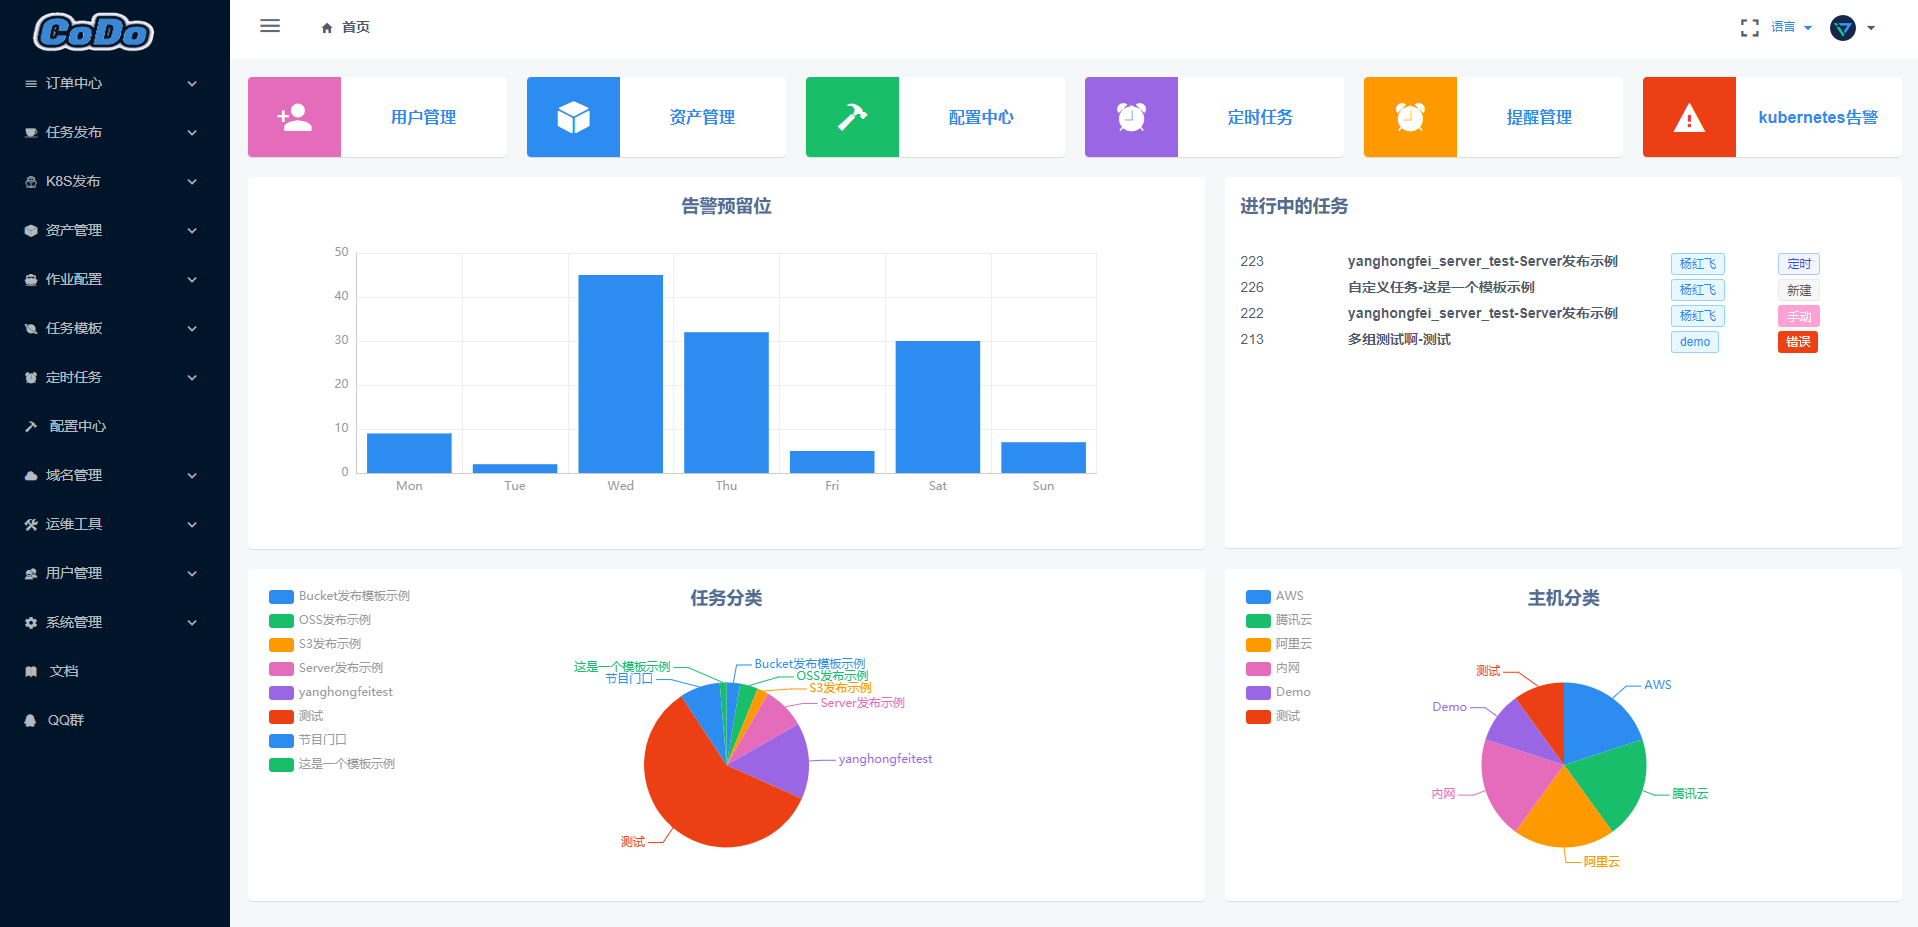 CoDo
订单中心
任务发布
K8S发布
资产管理
作业配置
任务模板
定时任务
配置中心
域名管理
运维工具
用户管理
系统管理
文档
QQ群
首页
语言
用户管理
资产管理
配置中心
定时任务
提醒管理
kubernetes告警
告警预留位
50
40
30
20
10
0
Mon Tue Wed Thu Fri Sat Sun
进行中的任务
223 yanghongfei_server_test-Server发布示例 杨红飞 定时
226 自定义任务-这是一个模板示例 杨红飞 新建
222 yanghongfei_server_test-Server发布示例 杨红飞 手动
213 多组测试啊-测试 demo 错误
任务分类
Bucket发布模板示例
OSS发布示例
S3发布示例
Server发布示例
yanghongfeitest
测试
节目门口
这是一个模板示例
这是一个模板示例
节目门口
Bucket发布模板示例
OSS发布示例
S3发布示例
Server发布示例
yanghongfeitest
测试
主机分类
AWS
腾讯云
阿里云
内网
Demo
测试
测试
AWS
Demo
内网
腾讯云
阿里云